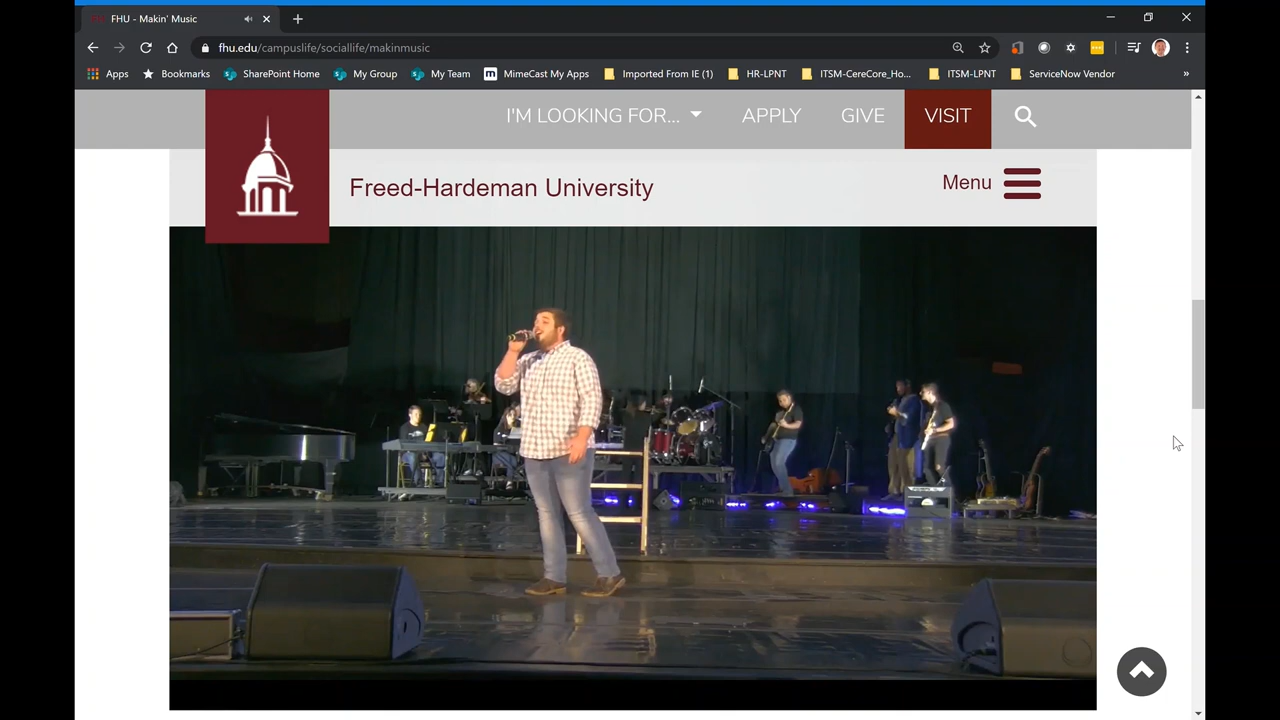 FHU - Makin' Music
fhu.edu/campuslife/sociallife/makinmusic
Apps Bookmarks SharePoint Home My Group My Team MimeCast My Apps Imported From IE (1) HR-LPNT ITSM-CereCore_Ho... ITSM-LPNT ServiceNow Vendor »
I'M LOOKING FOR... APPLY GIVE VISIT
Freed-Hardeman University
Menu